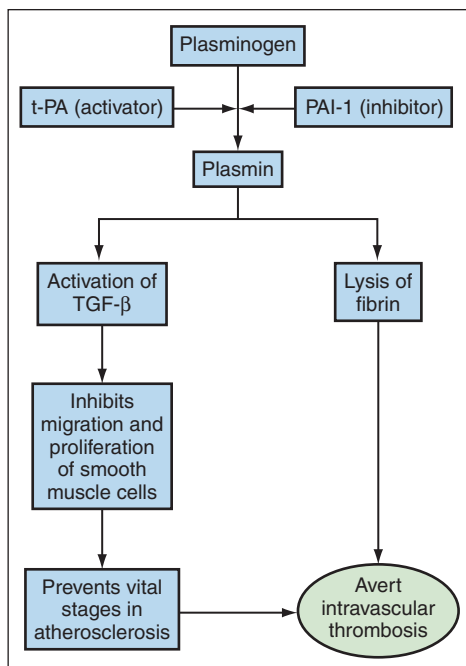 Plasminogen
t-PA (activator)
PAI-1 (inhibitor)
Plasmin
Activation of
TGF-β
Lysis of
fibrin
Inhibits
migration and
proliferation
of smooth
muscle cells
Prevents vital
stages in
atherosclerosis
Avert
intravascular
thrombosis